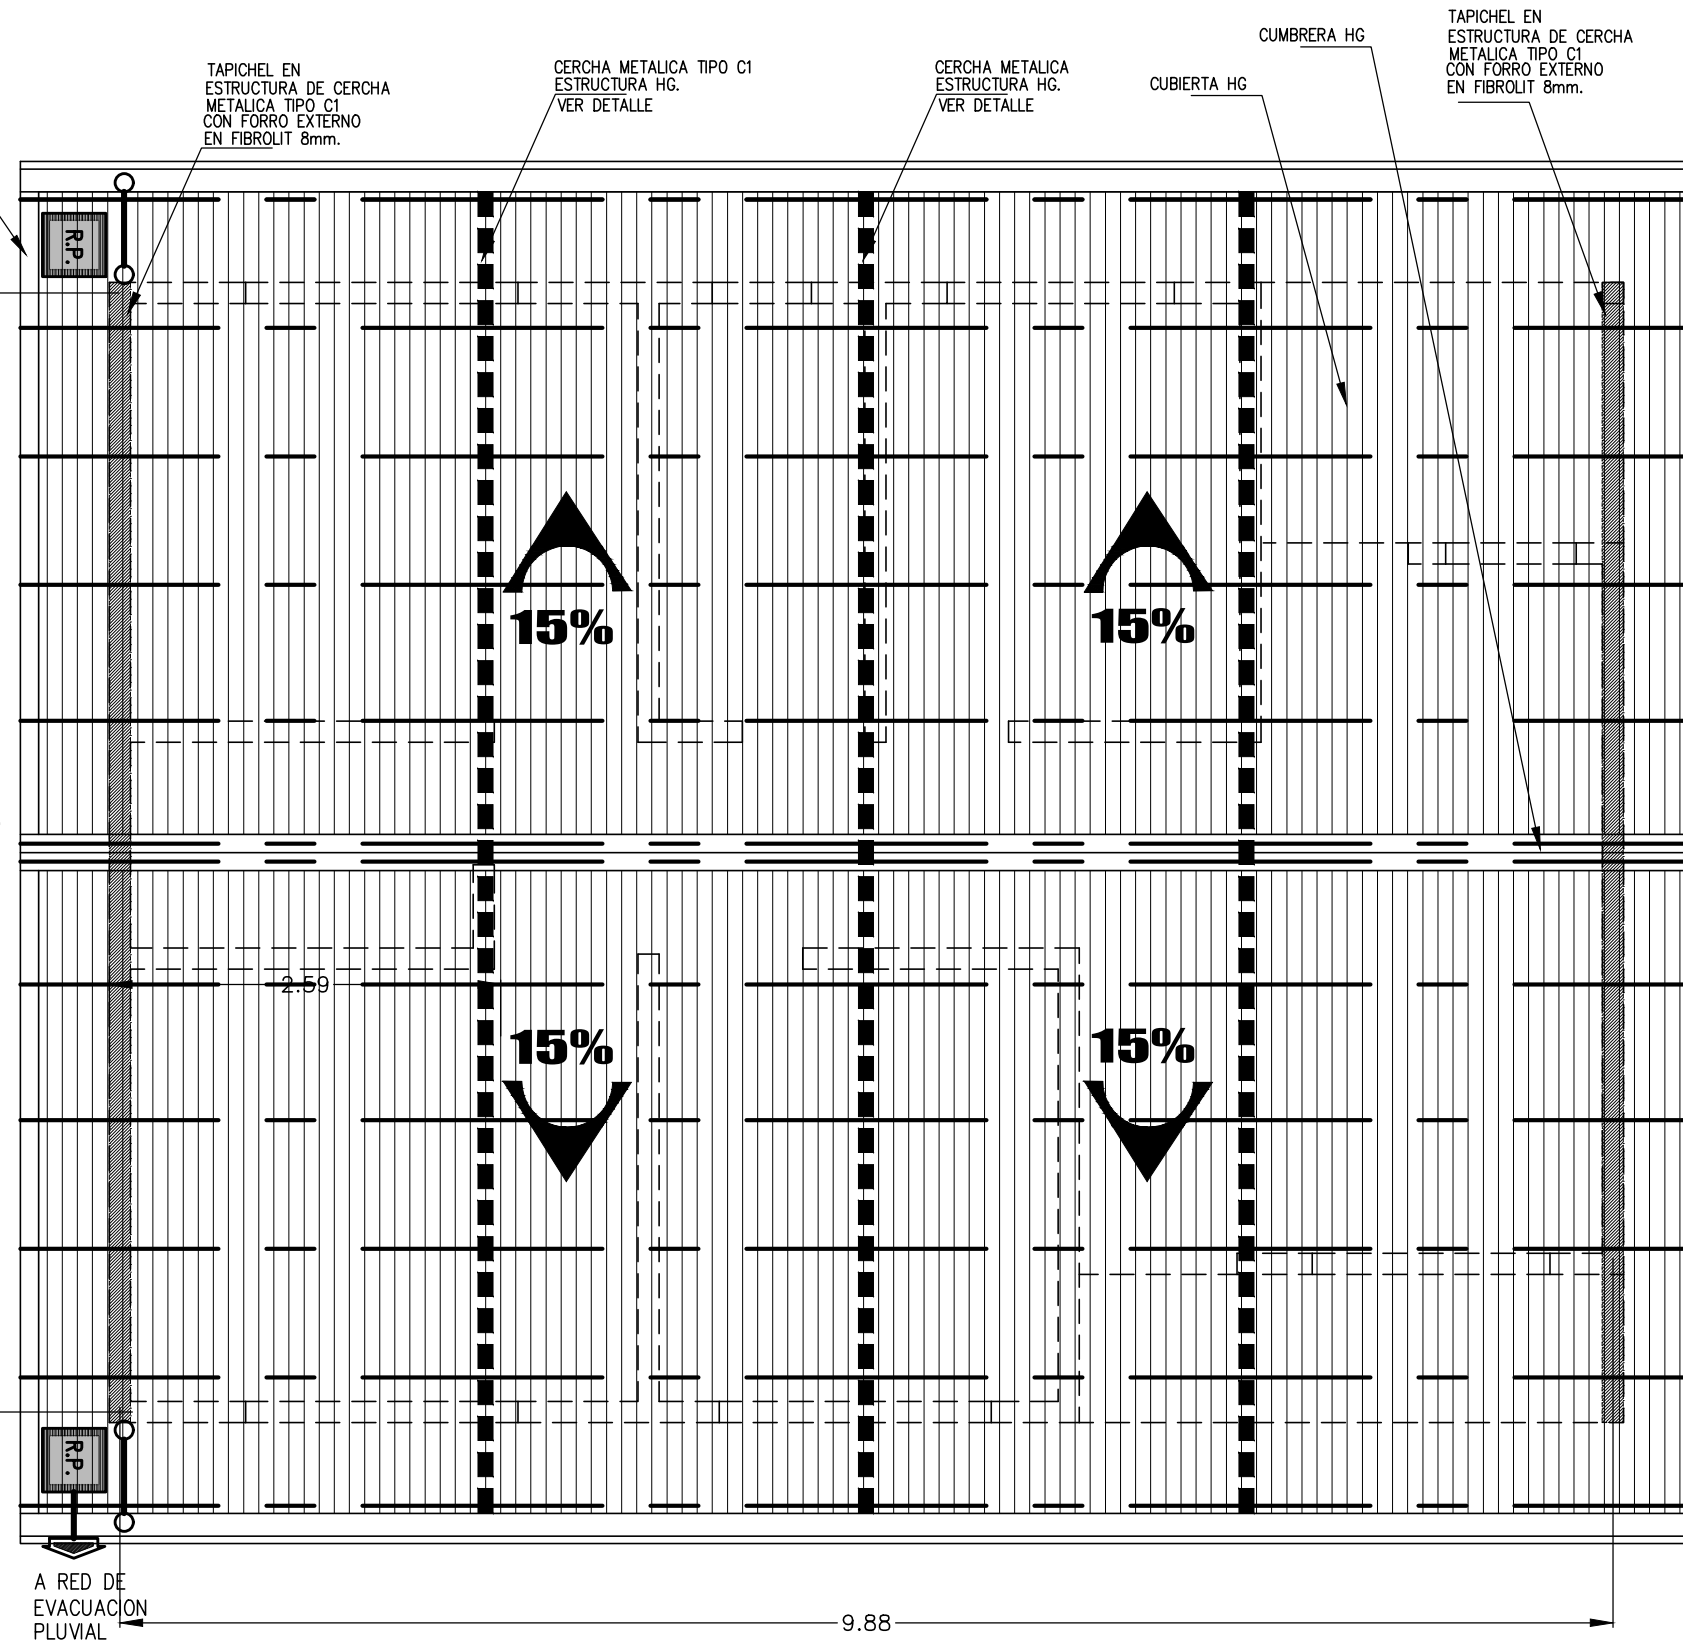 TAPICHEL EN
ESTRUCTURA DE CERCHA
METALICA TIPO C1
CON FORRO EXTERNO
EN FIBROLIT 8mm.
CERCHA METALICA TIPO C1
ESTRUCTURA HG.
VER DETALLE
CERCHA METALICA
ESTRUCTURA HG.
VER DETALLE
CUBIERTA HG
CUMBRERA HG
TAPICHEL EN
ESTRUCTURA DE CERCHA
METALICA TIPO C1
CON FORRO EXTERNO
EN FIBROLIT 8mm.
R.P.
15%
15%
2.59
15%
15%
R.P.
A RED DE
EVACUACION
PLUVIAL
9.88